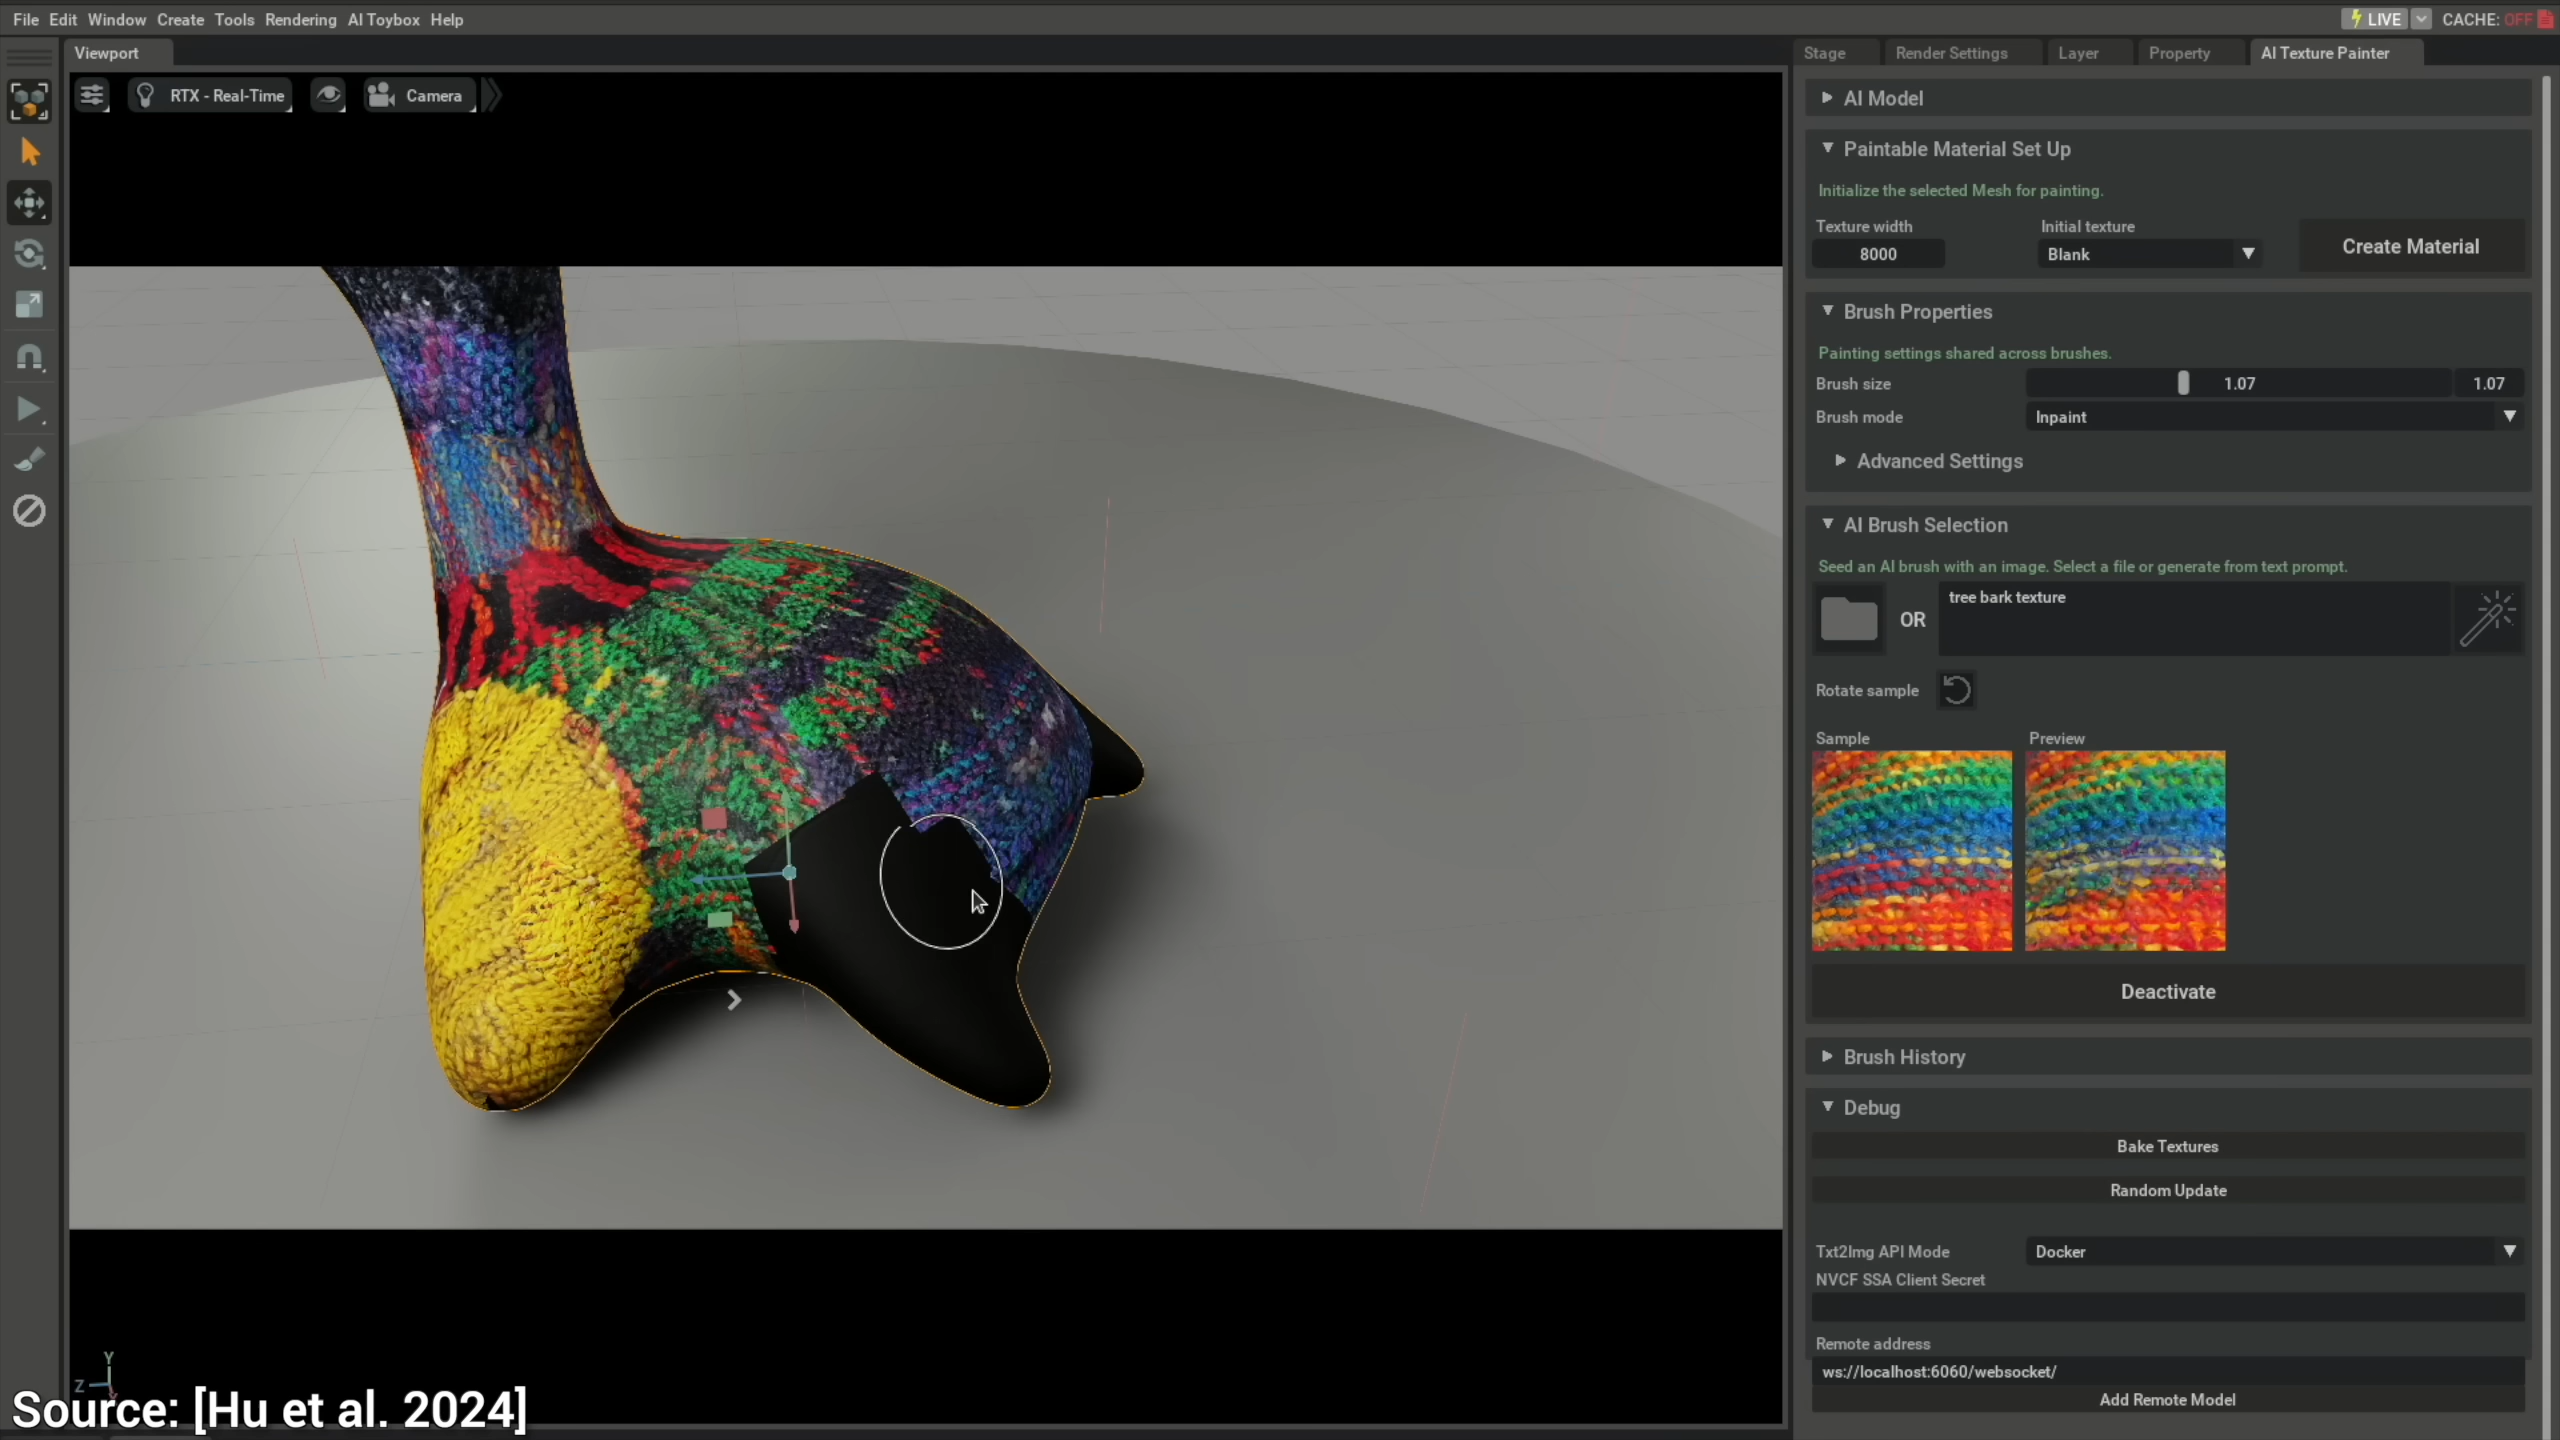 File Edit Window Create Tools Rendering AI Toybox Help
LIVE CACHE: OFF
Viewport
Stage Render Settings Layer Property AI Texture Painter
RTX - Real-Time Camera
AI Model
Paintable Material Set Up
Initialize the selected Mesh for painting.
Texture width Initial texture
8000 Blank Create Material
Brush Properties
Painting settings shared across brushes.
Brush size 1.07 1.07
Brush mode Inpaint
Advanced Settings
AI Brush Selection
Seed an AI brush with an image. Select a file or generate from text prompt.
OR tree bark texture
Rotate sample
Sample Preview
Deactivate
Brush History
Debug
Bake Textures
Random Update
Txt2Img API Mode Docker
NVCF SSA Client Secret
Remote address
ws://localhost:6060/websocket/
Add Remote Model
Y
Z
Source: [Hu et al. 2024]